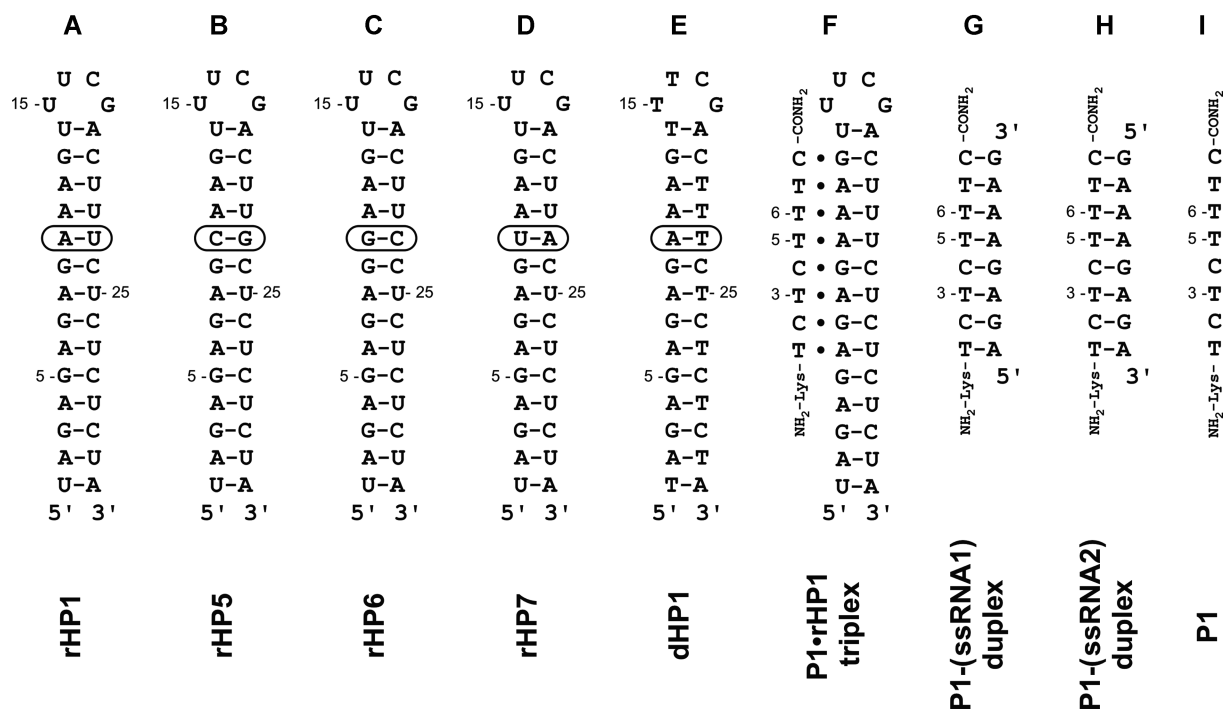 A B C D E F G H I
U C U C U C U C T C U C
15 -U G 15 -U G 15 -U G 15 -U G 15 -T G U G
-CONH2 -CONH2 -CONH2 -CONH2
U-A U-A U-A U-A T-A U-A 3' 5'
G-C G-C G-C G-C G-C C•G-C C-G C-G C
A-U A-U A-U A-U A-T T•A-U T-A T-A T
A-U A-U A-U A-U A-T 6 -T•A-U 6 -T-A 6 -T-A 6 -T
A-U C-G G-C U-A A-T 5 -T•A-U 5 -T-A 5 -T-A 5 -T
G-C G-C G-C G-C G-C C•G-C C-G C-G C
A-U- 25 A-U- 25 A-U- 25 A-U- 25 A-T- 25 3 -T•A-U 3 -T-A 3 -T-A 3 -T
G-C G-C G-C G-C G-C C•G-C C-G C-G C
A-U A-U A-U A-U A-T T•A-U T-A T-A T
5 -G-C 5 -G-C 5 -G-C 5 -G-C 5 -G-C G-C 5' 3'
NH2-Lys- NH2-Lys- NH2-Lys- NH2-Lys-
A-U A-U A-U A-U A-T A-U
G-C G-C G-C G-C G-C G-C
A-U A-U A-U A-U A-T A-U
U-A U-A U-A U-A T-A U-A
5' 3' 5' 3' 5' 3' 5' 3' 5' 3' 5' 3'
rHP1
rHP5
rHP6
rHP7
dHP1
P1•rHP1
triplex
P1-(ssRNA1)
duplex
P1-(ssRNA2)
duplex
P1